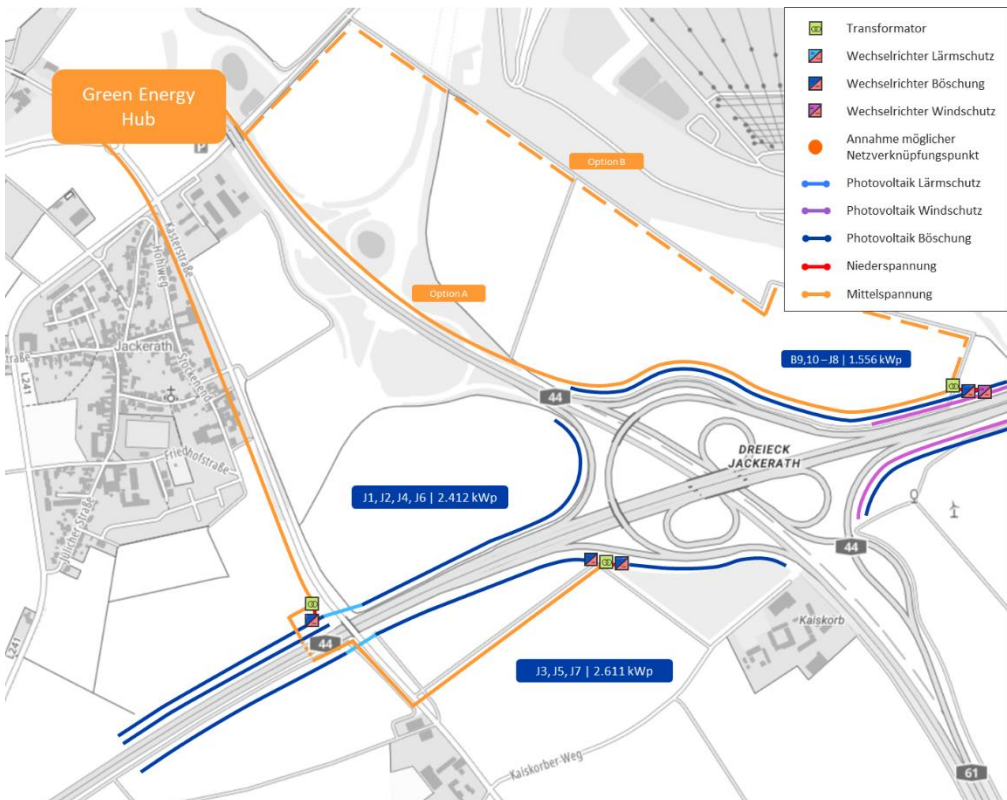 Green Energy
Hub
P
Option B
Option A
Kasterstraße
Hohlweg
Jackerath
Stockenend
Friedhofstraße
Jülicher Straße
L241
L241
straße
44
B9,10 – J8 | 1.556 kWp
DREIECK
JACKERATH
J1, J2, J4, J6 | 2.412 kWp
44
44
Kaiskorb
J3, J5, J7 | 2.611 kWp
Kaiskorber-Weg
61
Transformator
Wechselrichter Lärmschutz
Wechselrichter Böschung
Wechselrichter Windschutz
Annahme möglicher
Netzverknüpfungspunkt
Photovoltaik Lärmschutz
Photovoltaik Windschutz
Photovoltaik Böschung
Niederspannung
Mittelspannung